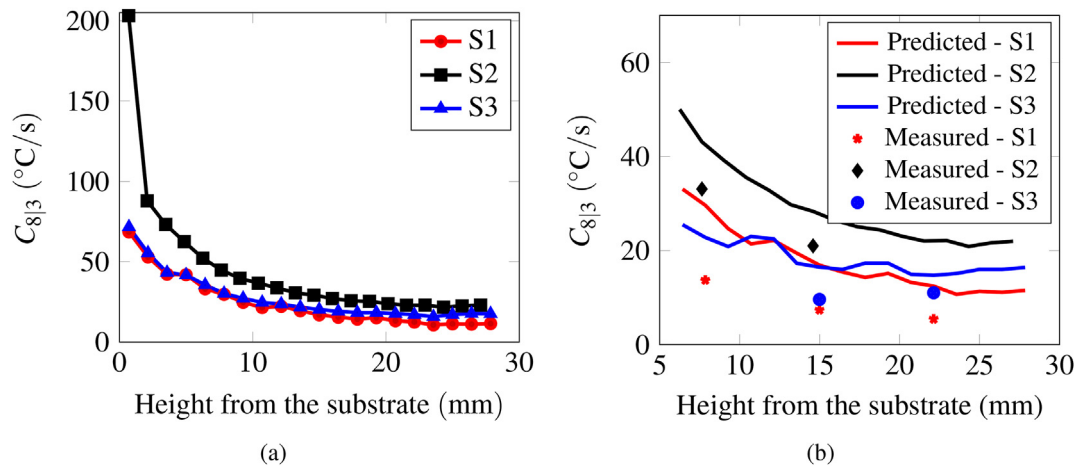 200
150
100
50
0
C8|3 (°C/s)
S1
S2
S3
0 10 20 30
Height from the substrate (mm)
(a)
60
40
20
0
C8|3 (°C/s)
Predicted - S1
Predicted - S2
Predicted - S3
Measured - S1
Measured - S2
Measured - S3
5 10 15 20 25 30
Height from the substrate (mm)
(b)